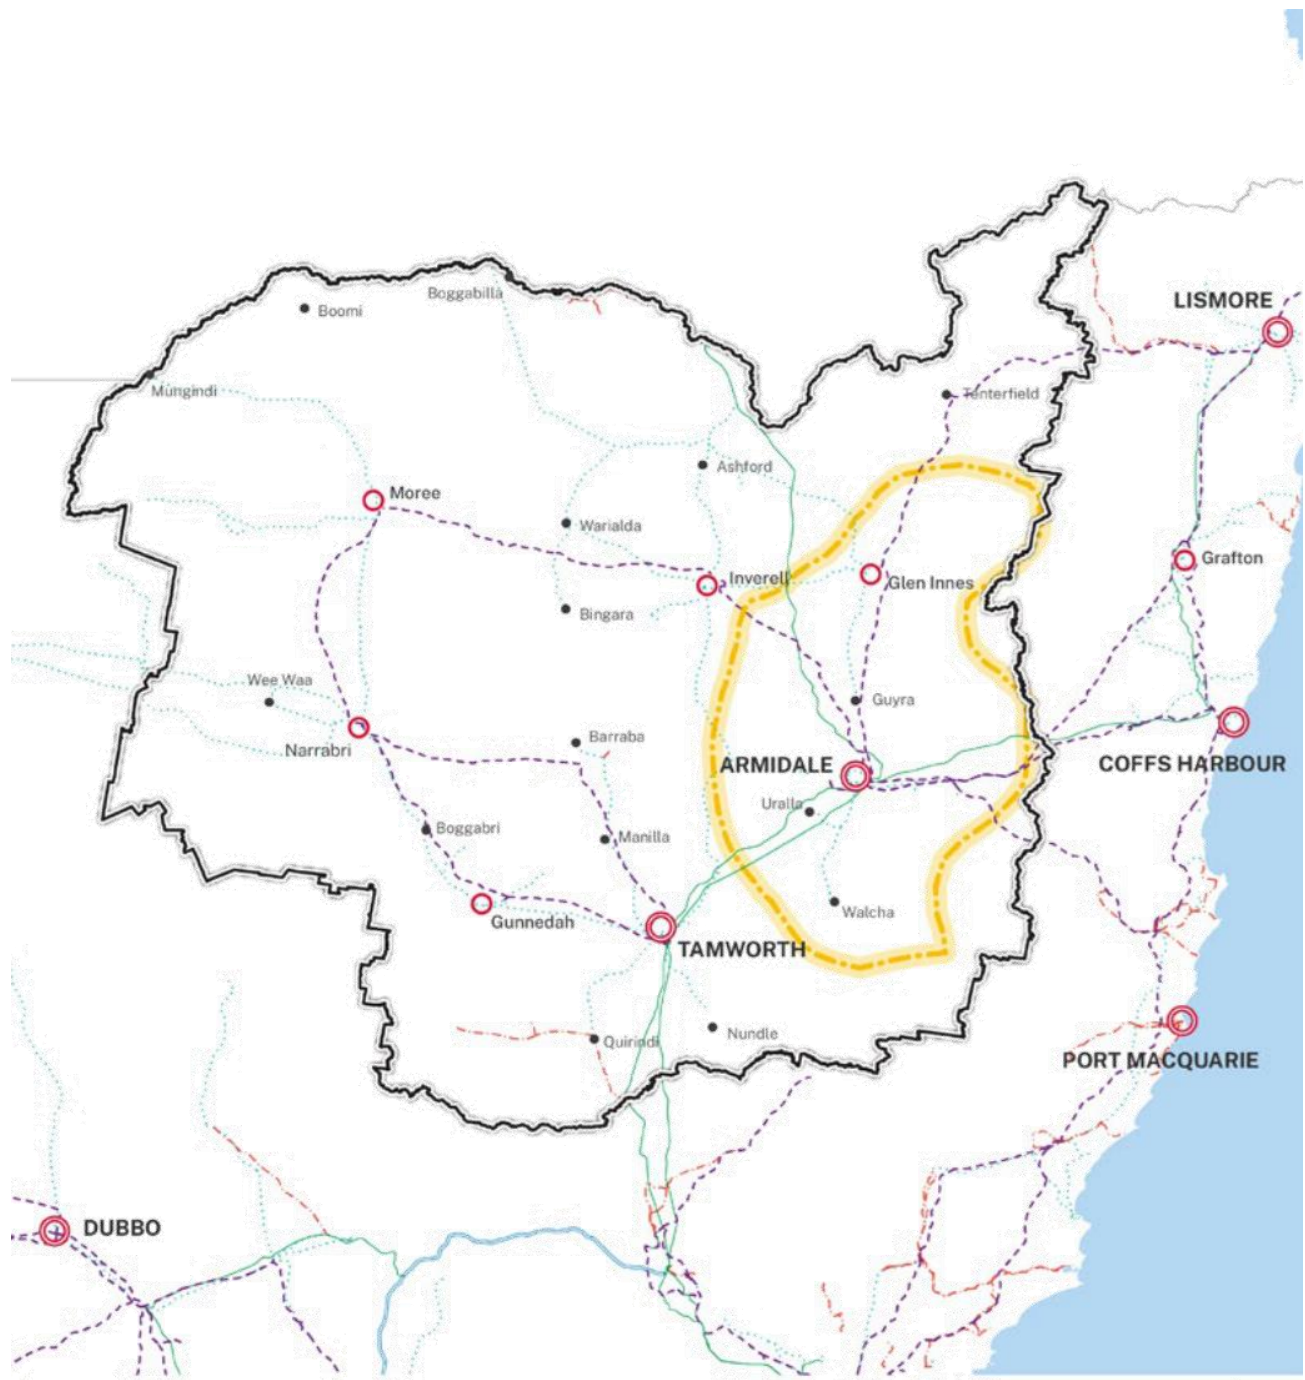 LISMORE
Boggabilla
Boomi
Mungindi
Tenterfield
Ashford
Moree
Warialda
Grafton
Inverell
Glen Innes
Bingara
Wee Waa
Guyra
Narrabri
Barraba
ARMIDALE
COFFS HARBOUR
Uralla
Boggabri
Manilla
Walcha
Gunnedah
TAMWORTH
Nundle
Quirindi
PORT MACQUARIE
DUBBO